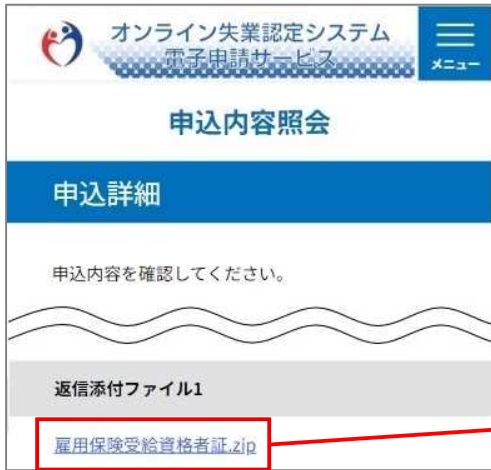 オンライン失業認定システム
電子申請サービス
メニュー
申込内容照会
申込詳細
申込内容を確認してください。
返信添付ファイル1
雇用保険受給資格者証.zip